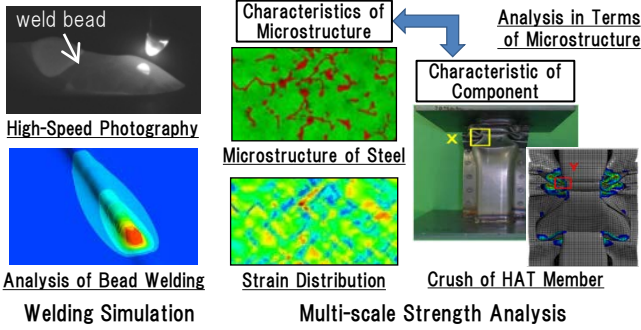 weld bead
High-Speed Photography
Analysis of Bead Welding
Welding Simulation
Characteristics of
Microstructure
Microstructure of Steel
Strain Distribution
Analysis in Terms
of Microstructure
Characteristic of
Component
X
Y
Crush of HAT Member
Multi-scale Strength Analysis